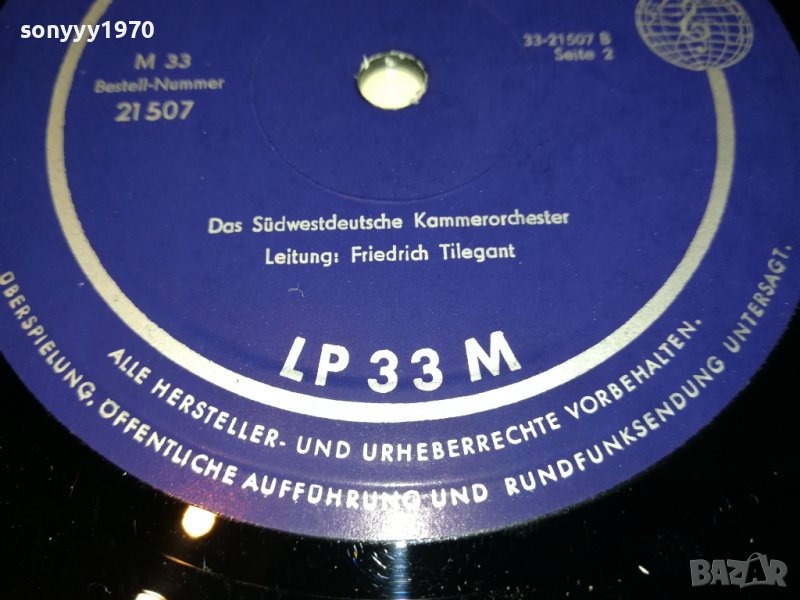 sonyyy1970
M 33
Bestell-Nummer
21 507
33-21507 B
Seite 2
Das Südwestdeutsche Kammerorchester
Leitung: Friedrich Tilegant
LP 33 M
ALLE HERSTELLER- UND URHEBERRECHTE VORBEHALTEN.
ÜBERSPIELUNG, ÖFFENTLICHE AUFFÜHRUNG UND RUNDFUNKSENDUNG UNTERSAGT.
BAZAR